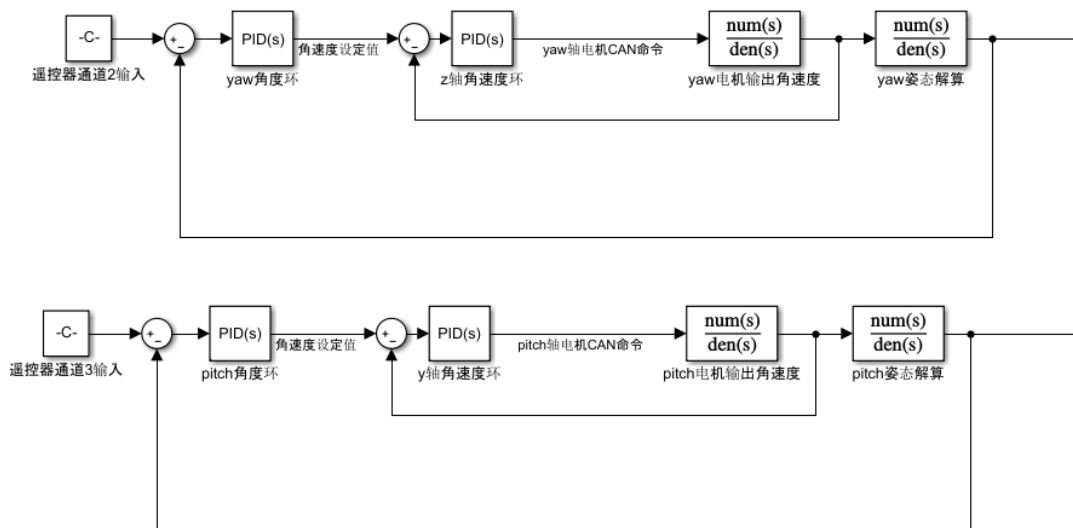 -C-
遥控器通道2输入
+
−
PID(s)
yaw角度环
角速度设定值
+
−
PID(s)
z轴角速度环
yaw轴电机CAN命令
num(s)
den(s)
yaw电机输出角速度
num(s)
den(s)
yaw姿态解算
-C-
遥控器通道3输入
+
−
PID(s)
pitch角度环
角速度设定值
+
−
PID(s)
y轴角速度环
pitch轴电机CAN命令
num(s)
den(s)
pitch电机输出角速度
num(s)
den(s)
pitch姿态解算